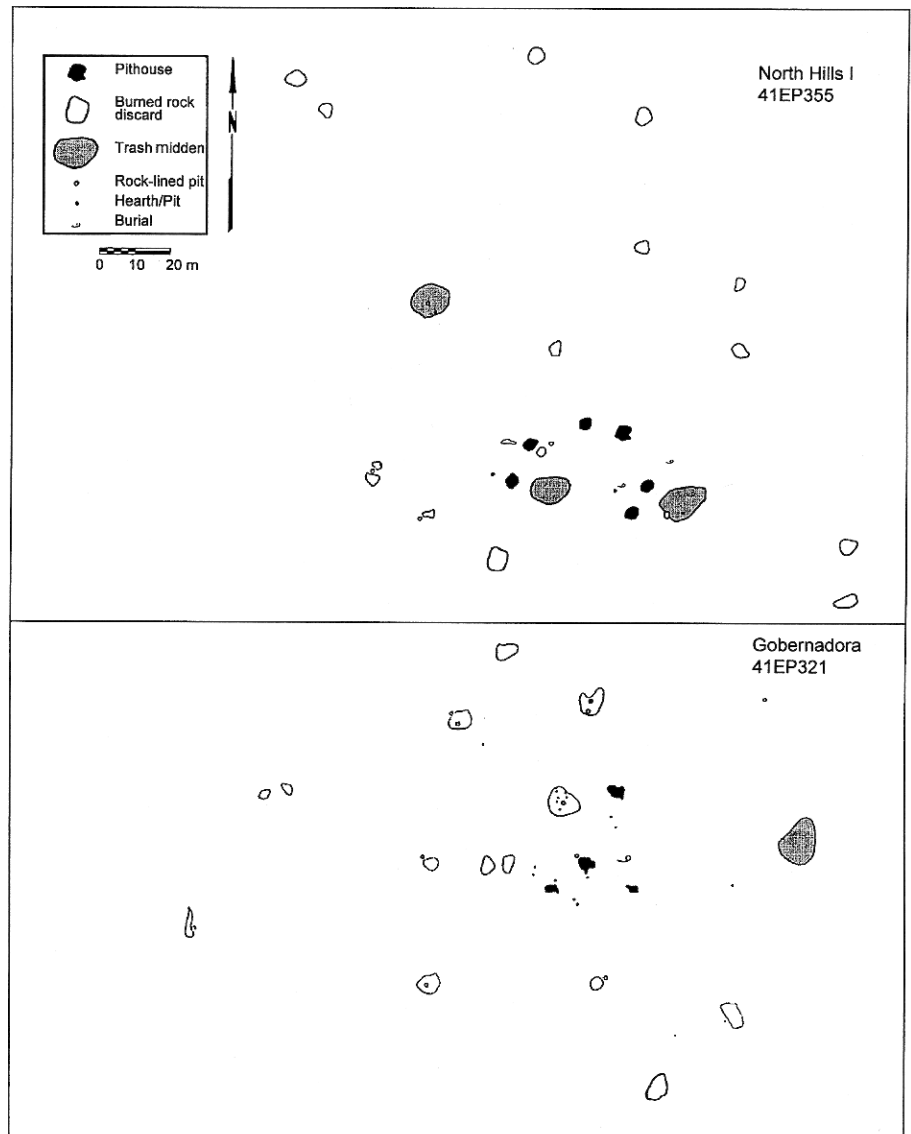 Pithouse
Burned rock
discard
Trash midden
Rock-lined pit
Hearth/Pit
Burial
N
0 10 20 m
North Hills I
41EP355
Gobernadora
41EP321